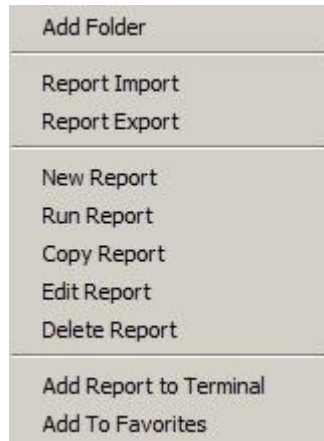 Add Folder
Report Import
Report Export
New Report
Run Report
Copy Report
Edit Report
Delete Report
Add Report to Terminal
Add To Favorites